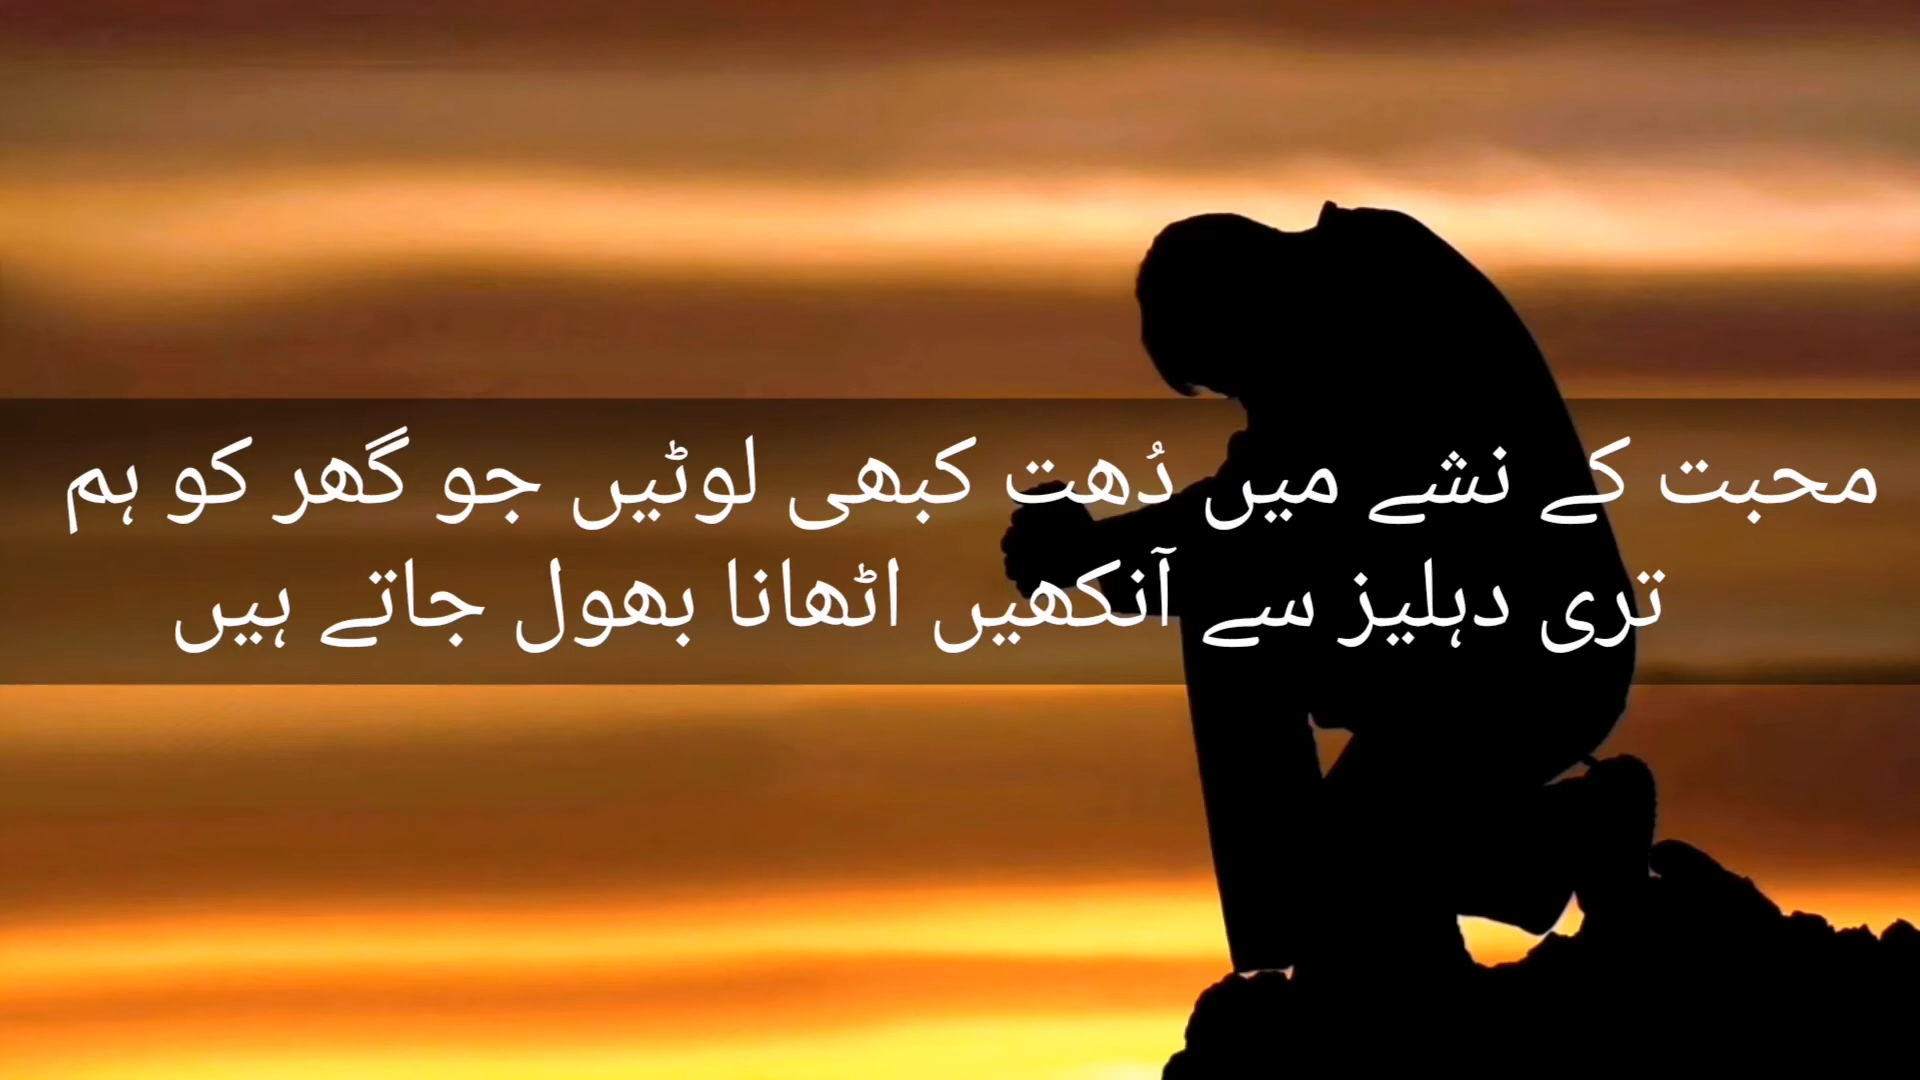 محبت کے نشے میں دُھت کبھی لوٹیں جو گھر کو ہم
تری دہلیز سے آنکھیں اٹھانا بھول جاتے ہیں